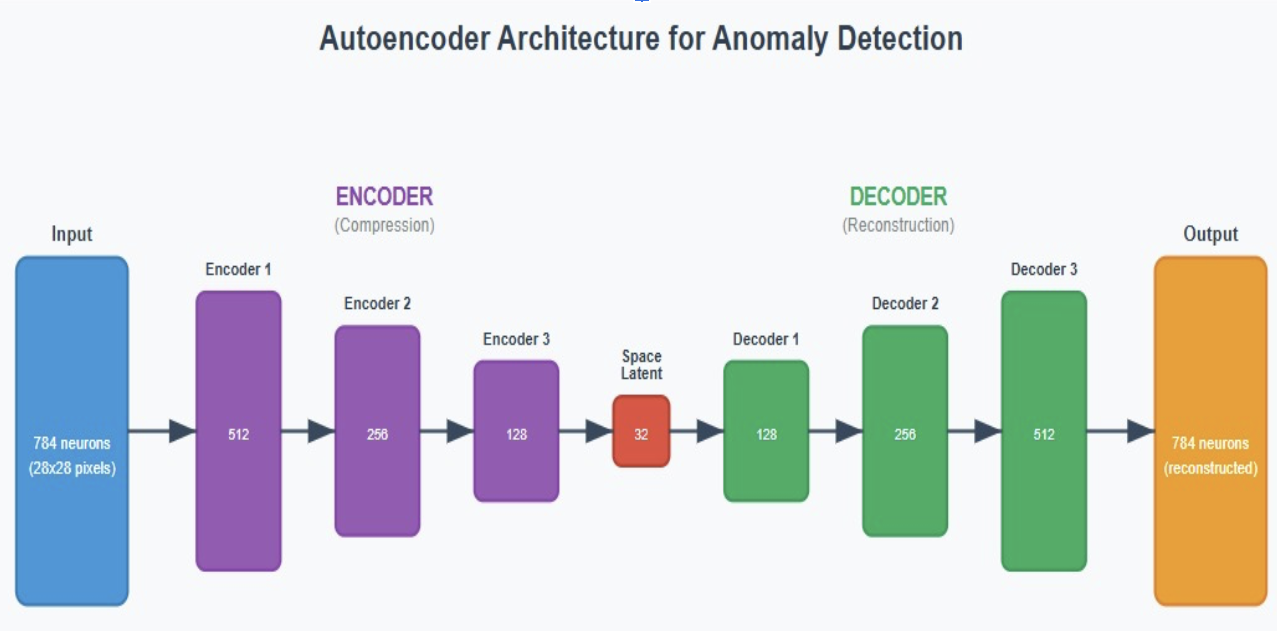 Autoencoder Architecture for Anomaly Detection
ENCODER
(Compression)
DECODER
(Reconstruction)
Input
784 neurons
(28x28 pixels)
Encoder 1
512
Encoder 2
256
Encoder 3
128
Space
Latent
32
Decoder 1
128
Decoder 2
256
Decoder 3
512
Output
784 neurons
(reconstructed)